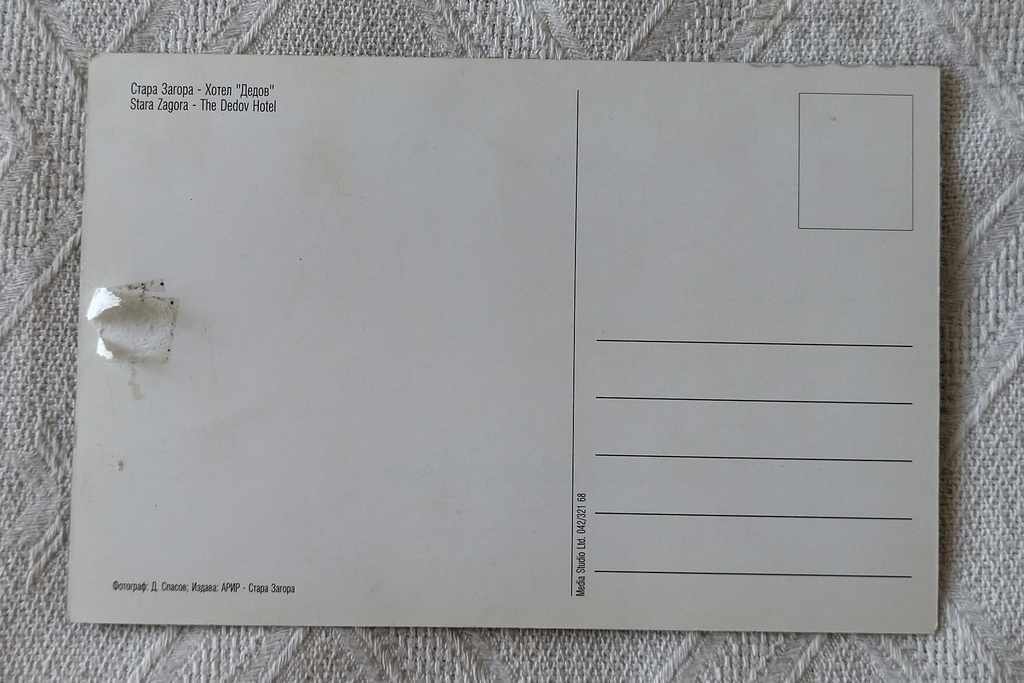 Стара Загора - Хотел "Дедов"
Stara Zagora - The Dedov Hotel
Фотограф: Д. Спасов; Издава: АРИР - Стара Загора
Media Studio Ltd. 042/321 68